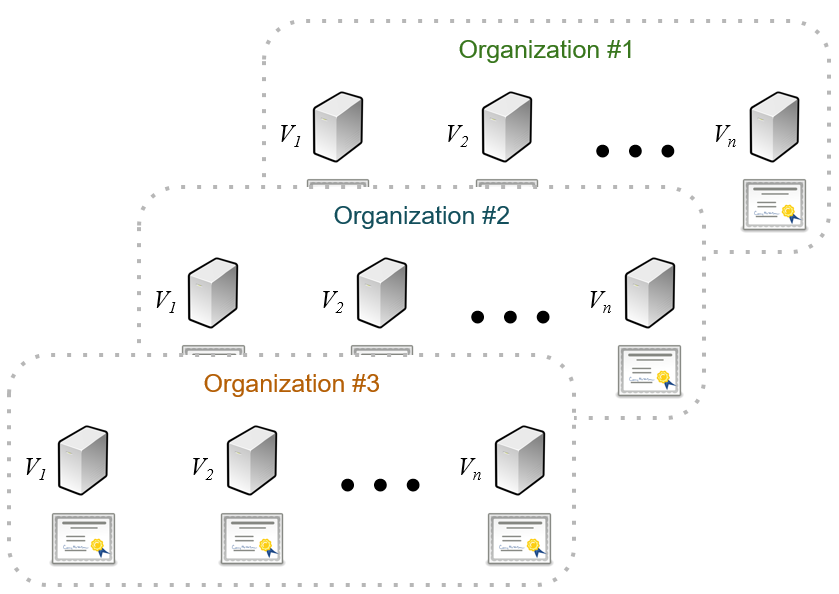 Organization #1
V1 V2 ● ● ● Vn
Organization #2
V1 V2 ● ● ● Vn
Organization #3
V1 V2 ● ● ● Vn